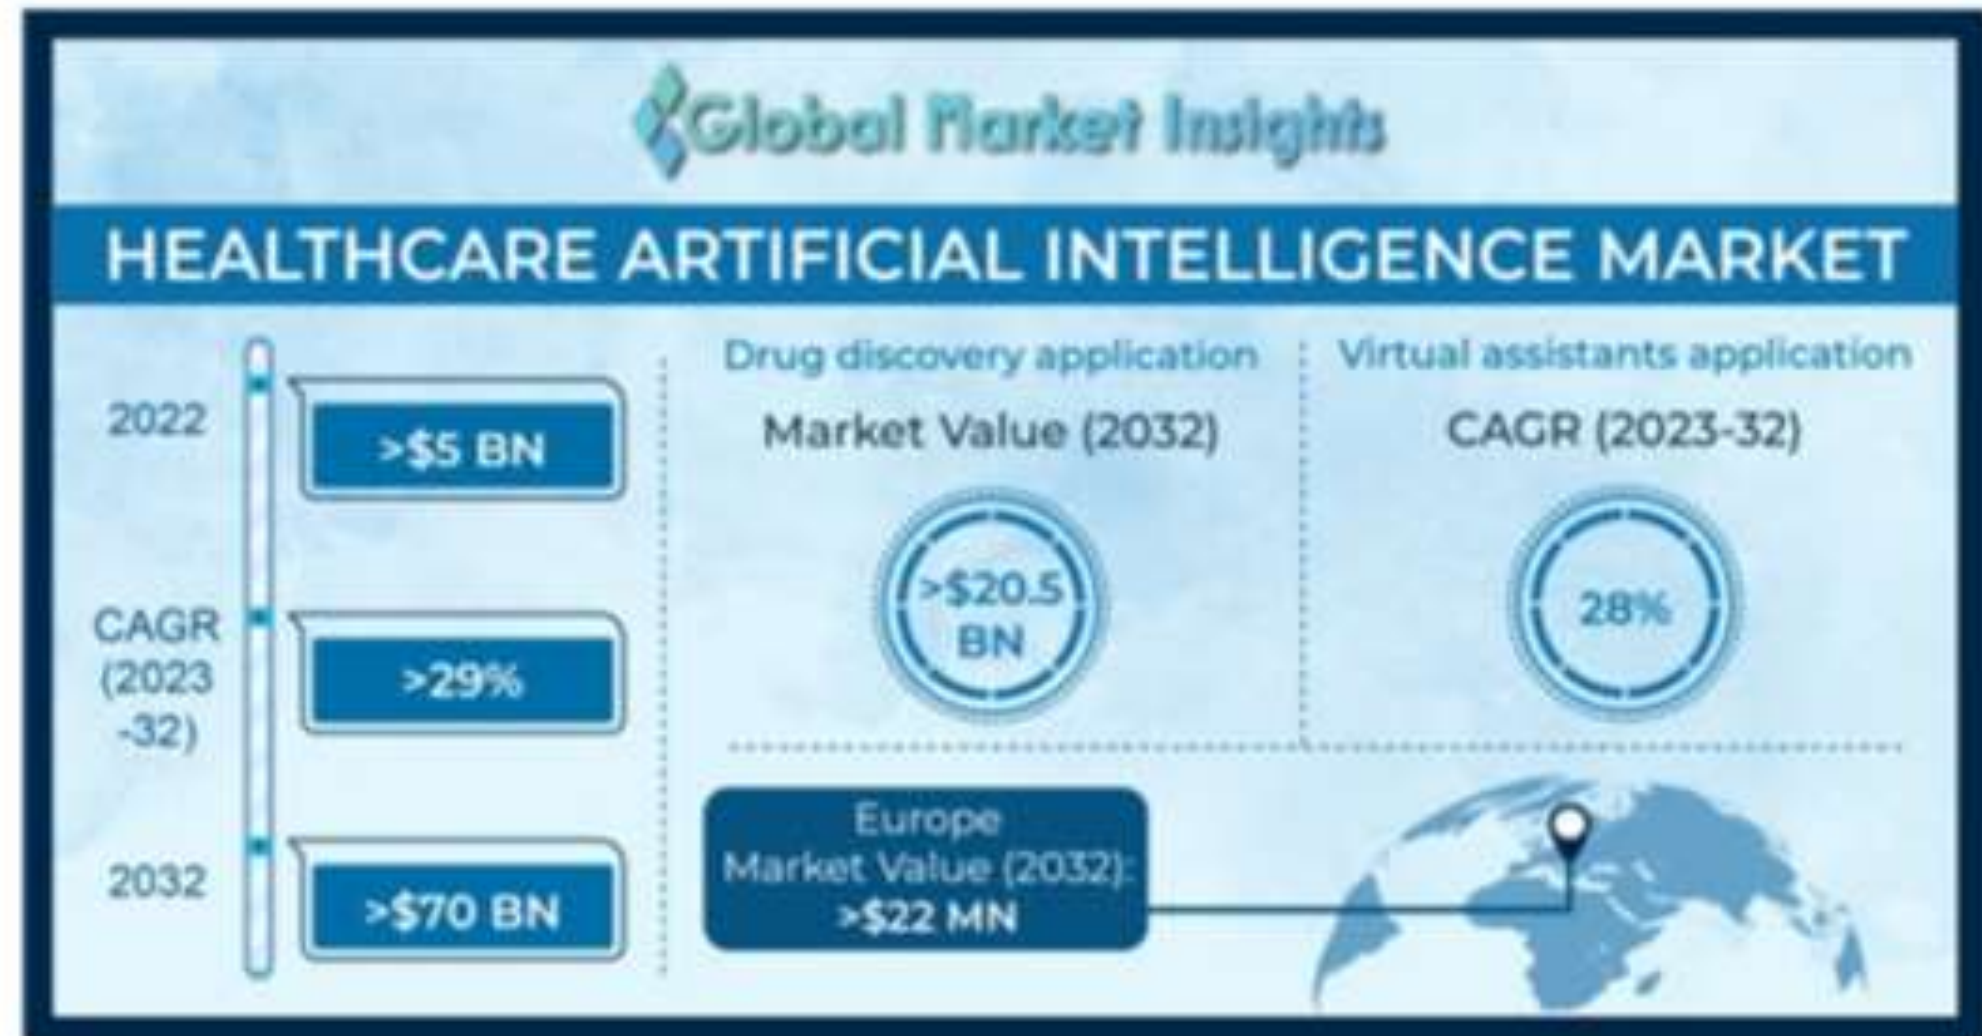 Global Market Insights
HEALTHCARE ARTIFICIAL INTELLIGENCE MARKET
2022
>$5 BN
CAGR
(2023
-32)
>29%
2032
>$70 BN
Drug discovery application
Market Value (2032)
>$20.5
BN
Virtual assistants application
CAGR (2023-32)
28%
Europe
Market Value (2032):
>$22 MN